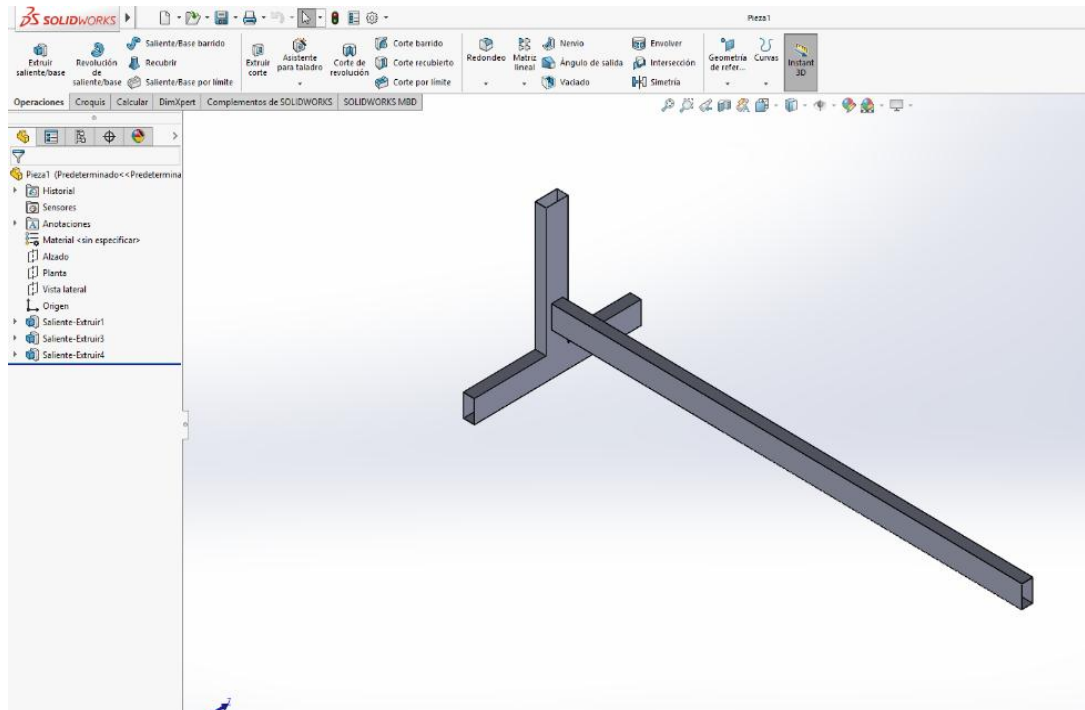 SOLIDWORKS
Pieza1
Extruir saliente/base
Revolución de saliente/base
Saliente/Base barrido
Recubrir
Saliente/Base por límite
Extruir corte
Asistente para taladro
Corte de revolución
Corte barrido
Corte recubierto
Corte por límite
Redondeo
Matriz lineal
Nervio
Ángulo de salida
Vaciado
Envolver
Intersección
Simetría
Geometría de refer...
Curvas
Instant 3D
Operaciones
Croquis
Calcular
DimXpert
Complementos de SOLIDWORKS
SOLIDWORKS MBD
Pieza1 (Predeterminado<<Predetermina
Historial
Sensores
Anotaciones
Material <sin especificar>
Alzado
Planta
Vista lateral
Origen
Saliente-Extruir1
Saliente-Extruir3
Saliente-Extruir4
Z